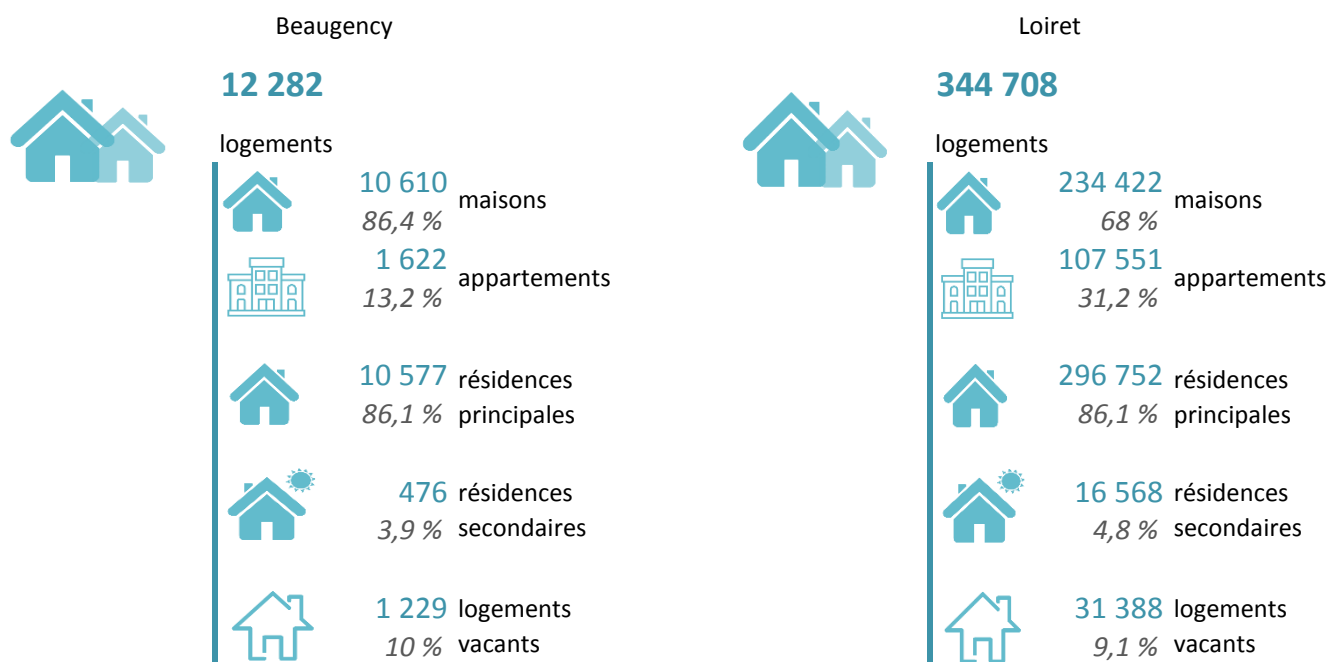 Beaugency
12 282
logements
10 610
86,4 %
maisons
1 622
13,2 %
appartements
10 577
86,1 %
résidences
principales
476
3,9 %
résidences
secondaires
1 229
10 %
logements
vacants
Loiret
344 708
logements
234 422
68 %
maisons
107 551
31,2 %
appartements
296 752
86,1 %
résidences
principales
16 568
4,8 %
résidences
secondaires
31 388
9,1 %
logements
vacants